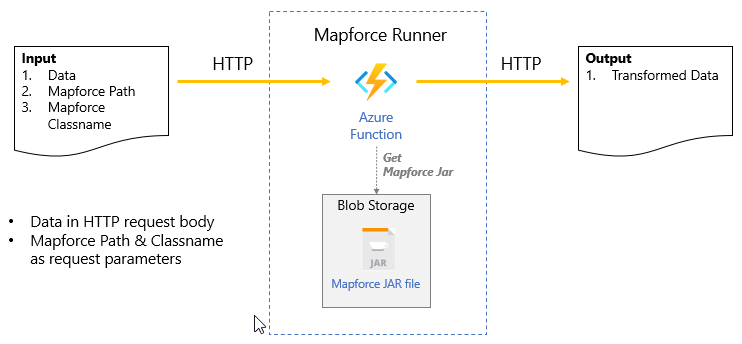 Mapforce Runner
Input
1. Data
2. Mapforce Path
3. Mapforce
Classname
HTTP
HTTP
Output
1. Transformed Data
Azure
Function
Get
Mapforce Jar
Blob Storage
JAR
Mapforce JAR file
• Data in HTTP request body
• Mapforce Path & Classname
as request parameters